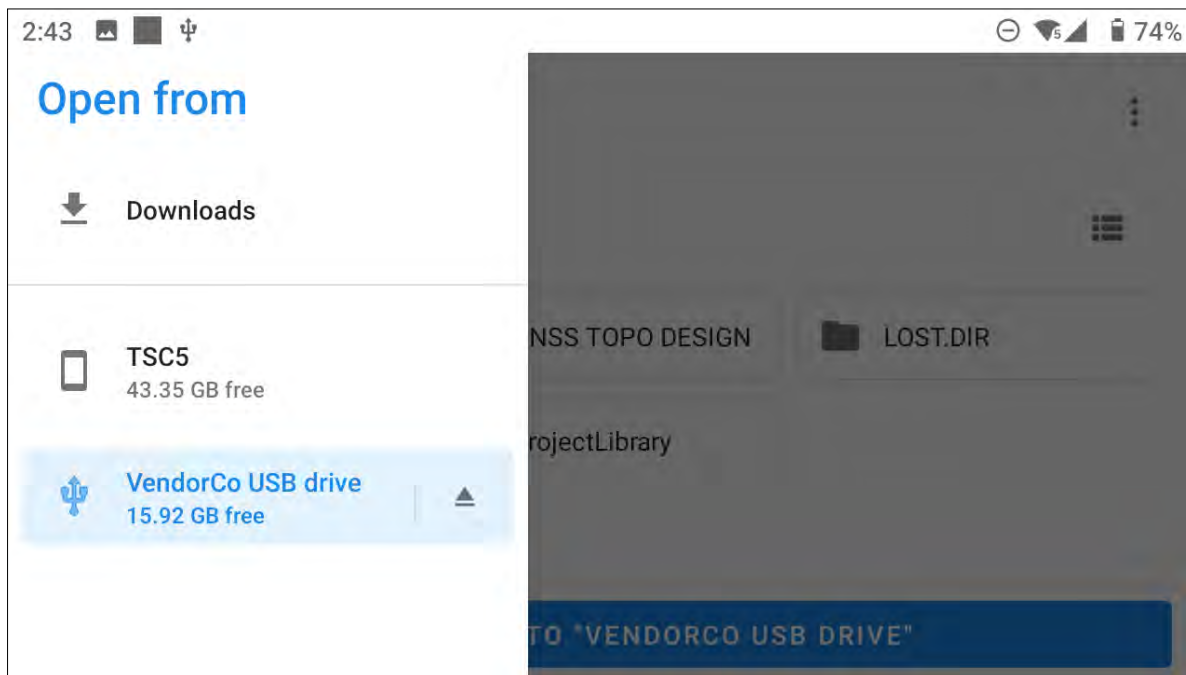 2:43
5
74%
Open from
Downloads
TSC5
43.35 GB free
VendorCo USB drive
15.92 GB free
NSS TOPO DESIGN
LOST.DIR
rojectLibrary
TO "VENDORCO USB DRIVE"